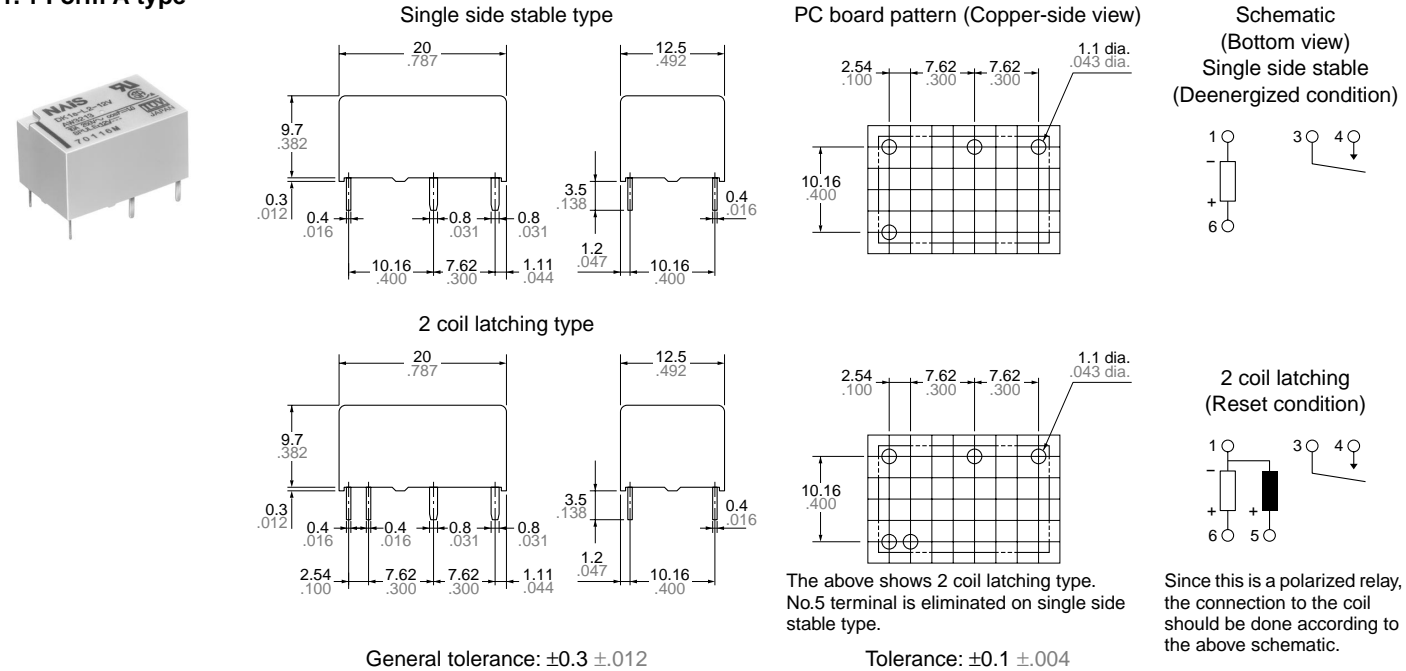 1. 1 Form A type
Single side stable type
PC board pattern (Copper-side view)
Schematic
(Bottom view)
Single side stable
(Deenergized condition)
NAIS
DK1a-L2-12V
JAPAN
70110M
20
.787
12.5
.492
9.7
.382
0.3
.012
0.4
.016
0.8
.031
0.8
.031
10.16
.400
7.62
.300
1.11
.044
3.5
.138
0.4
.016
1.2
.047
10.16
.400
2.54
.100
7.62
.300
7.62
.300
1.1 dia.
.043 dia.
10.16
.400
1 3 4
−
+
6
2 coil latching type
20
.787
12.5
.492
9.7
.382
0.3
.012
0.4
.016
0.4
.016
0.8
.031
0.8
.031
2.54
.100
7.62
.300
7.62
.300
1.11
.044
3.5
.138
0.4
.016
1.2
.047
10.16
.400
2.54
.100
7.62
.300
7.62
.300
1.1 dia.
.043 dia.
10.16
.400
The above shows 2 coil latching type.
No.5 terminal is eliminated on single side
stable type.
2 coil latching
(Reset condition)
1 3 4
−
+ +
6 5
Since this is a polarized relay,
the connection to the coil
should be done according to
the above schematic.
General tolerance: ±0.3 ±.012
Tolerance: ±0.1 ±.004